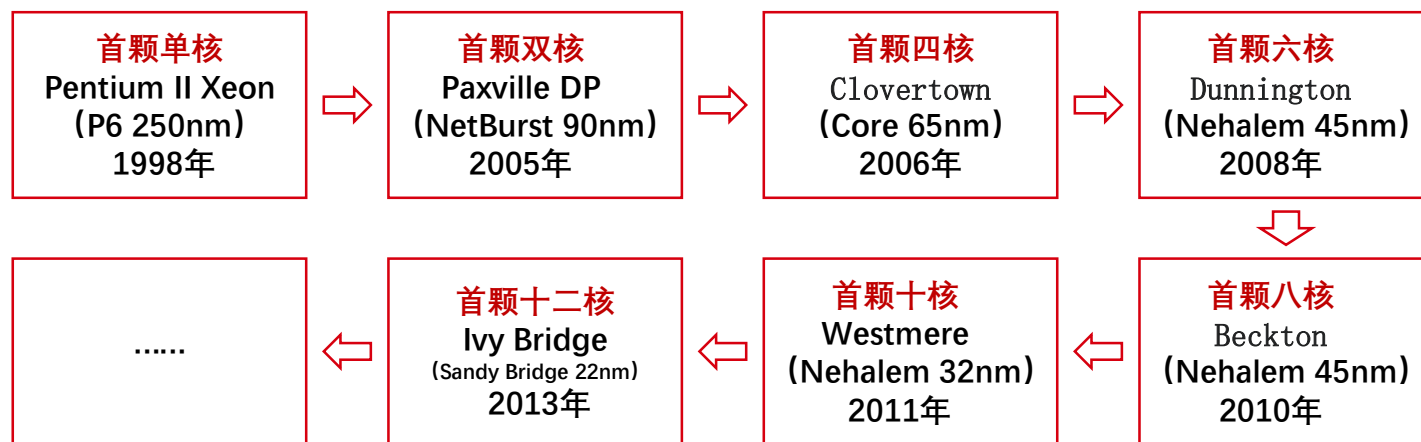 首颗单核
Pentium II Xeon
(P6 250nm)
1998年
首颗双核
Paxville DP
(NetBurst 90nm)
2005年
首颗四核
Clovertown
(Core 65nm)
2006年
首颗六核
Dunnington
(Nehalem 45nm)
2008年
首颗八核
Beckton
(Nehalem 45nm)
2010年
首颗十核
Westmere
(Nehalem 32nm)
2011年
首颗十二核
Ivy Bridge
(Sandy Bridge 22nm)
2013年
……